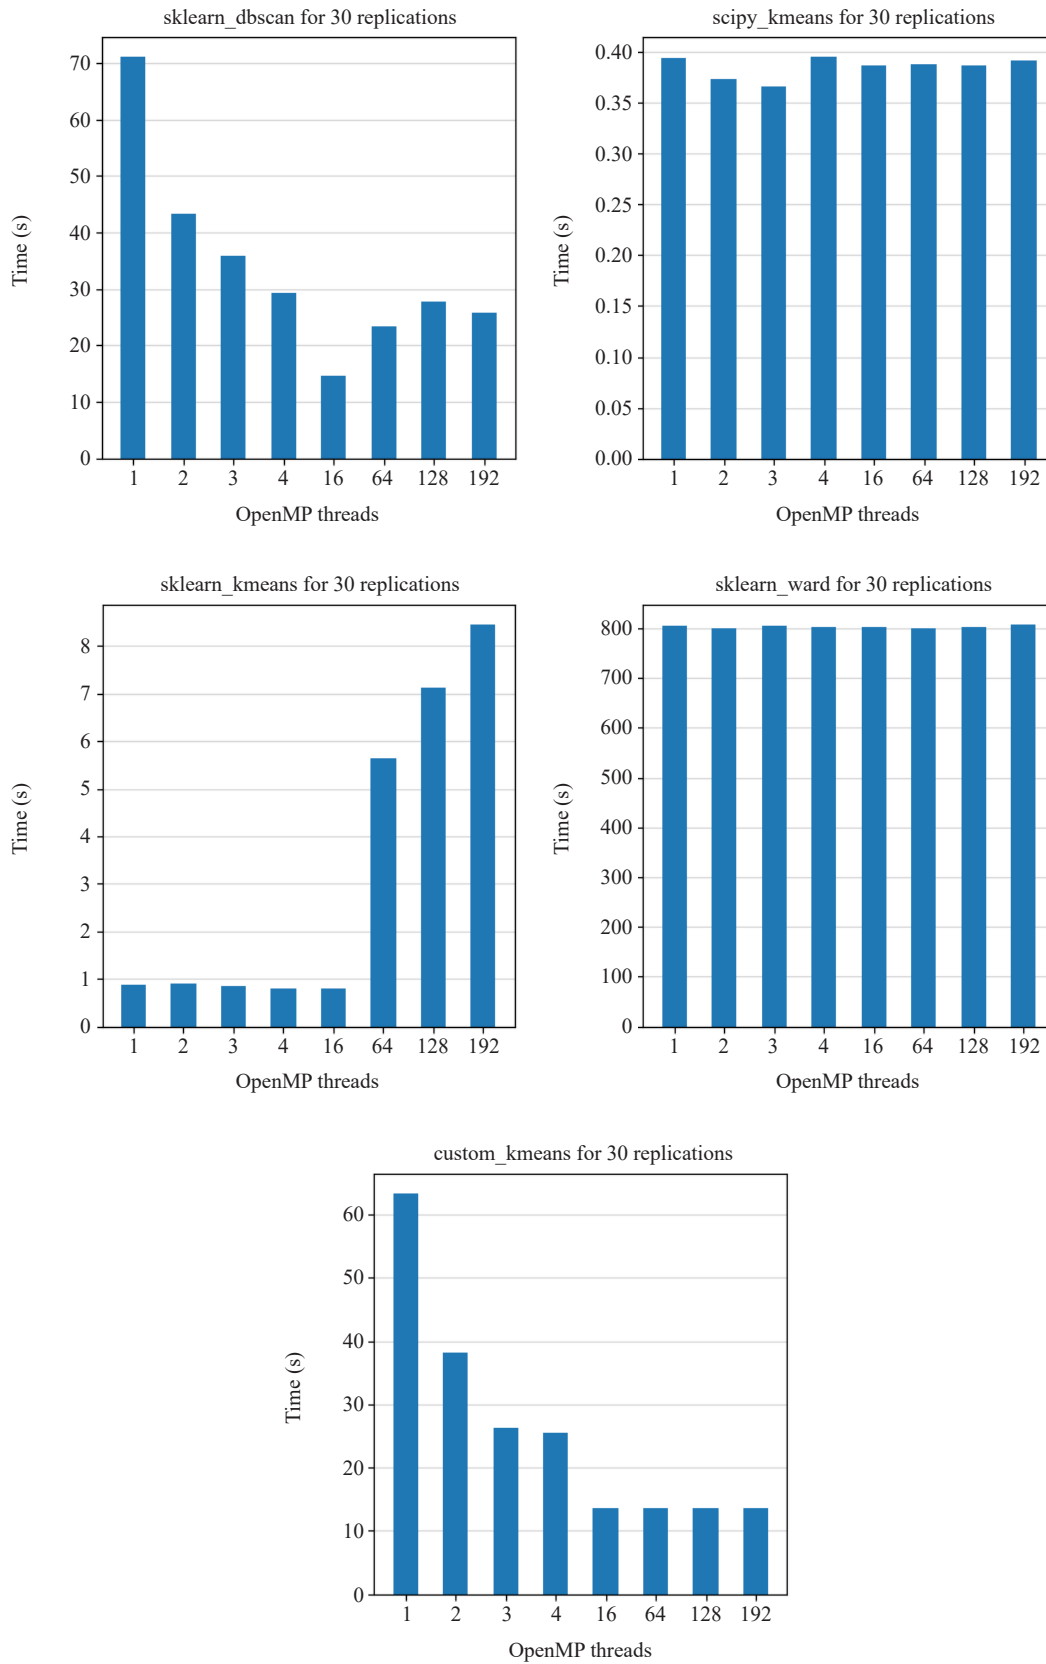 sklearn_dbscan for 30 replications
70
60
50
40
30
20
10
0
Time (s)
1 2 3 4 16 64 128 192
OpenMP threads
scipy_kmeans for 30 replications
0.40
0.35
0.30
0.25
0.20
0.15
0.10
0.05
0.00
Time (s)
1 2 3 4 16 64 128 192
OpenMP threads
sklearn_kmeans for 30 replications
8
7
6
5
4
3
2
1
0
Time (s)
1 2 3 4 16 64 128 192
OpenMP threads
sklearn_ward for 30 replications
800
700
600
500
400
300
200
100
0
Time (s)
1 2 3 4 16 64 128 192
OpenMP threads
custom_kmeans for 30 replications
60
50
40
30
20
10
0
Time (s)
1 2 3 4 16 64 128 192
OpenMP threads